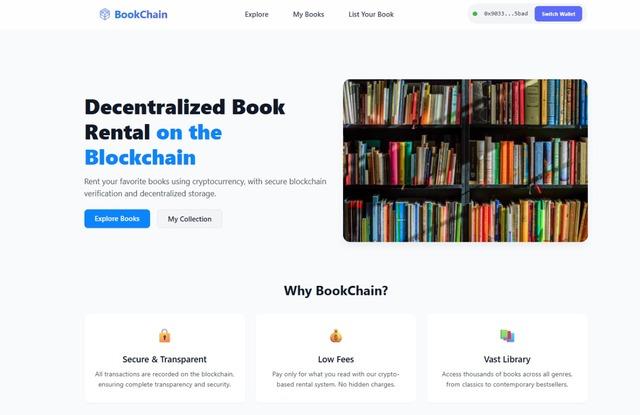 BookChain
Explore
My Books
List Your Book
0x9033...5bad
Switch Wallet
Decentralized Book
Rental on the
Blockchain
Rent your favorite books using cryptocurrency, with secure blockchain
verification and decentralized storage.
Explore Books
My Collection
Why BookChain?
Secure & Transparent
All transactions are recorded on the blockchain,
ensuring complete transparency and security.
Low Fees
Pay only for what you read with our crypto-
based rental system. No hidden charges.
Vast Library
Access thousands of books across all genres,
from classics to contemporary bestsellers.